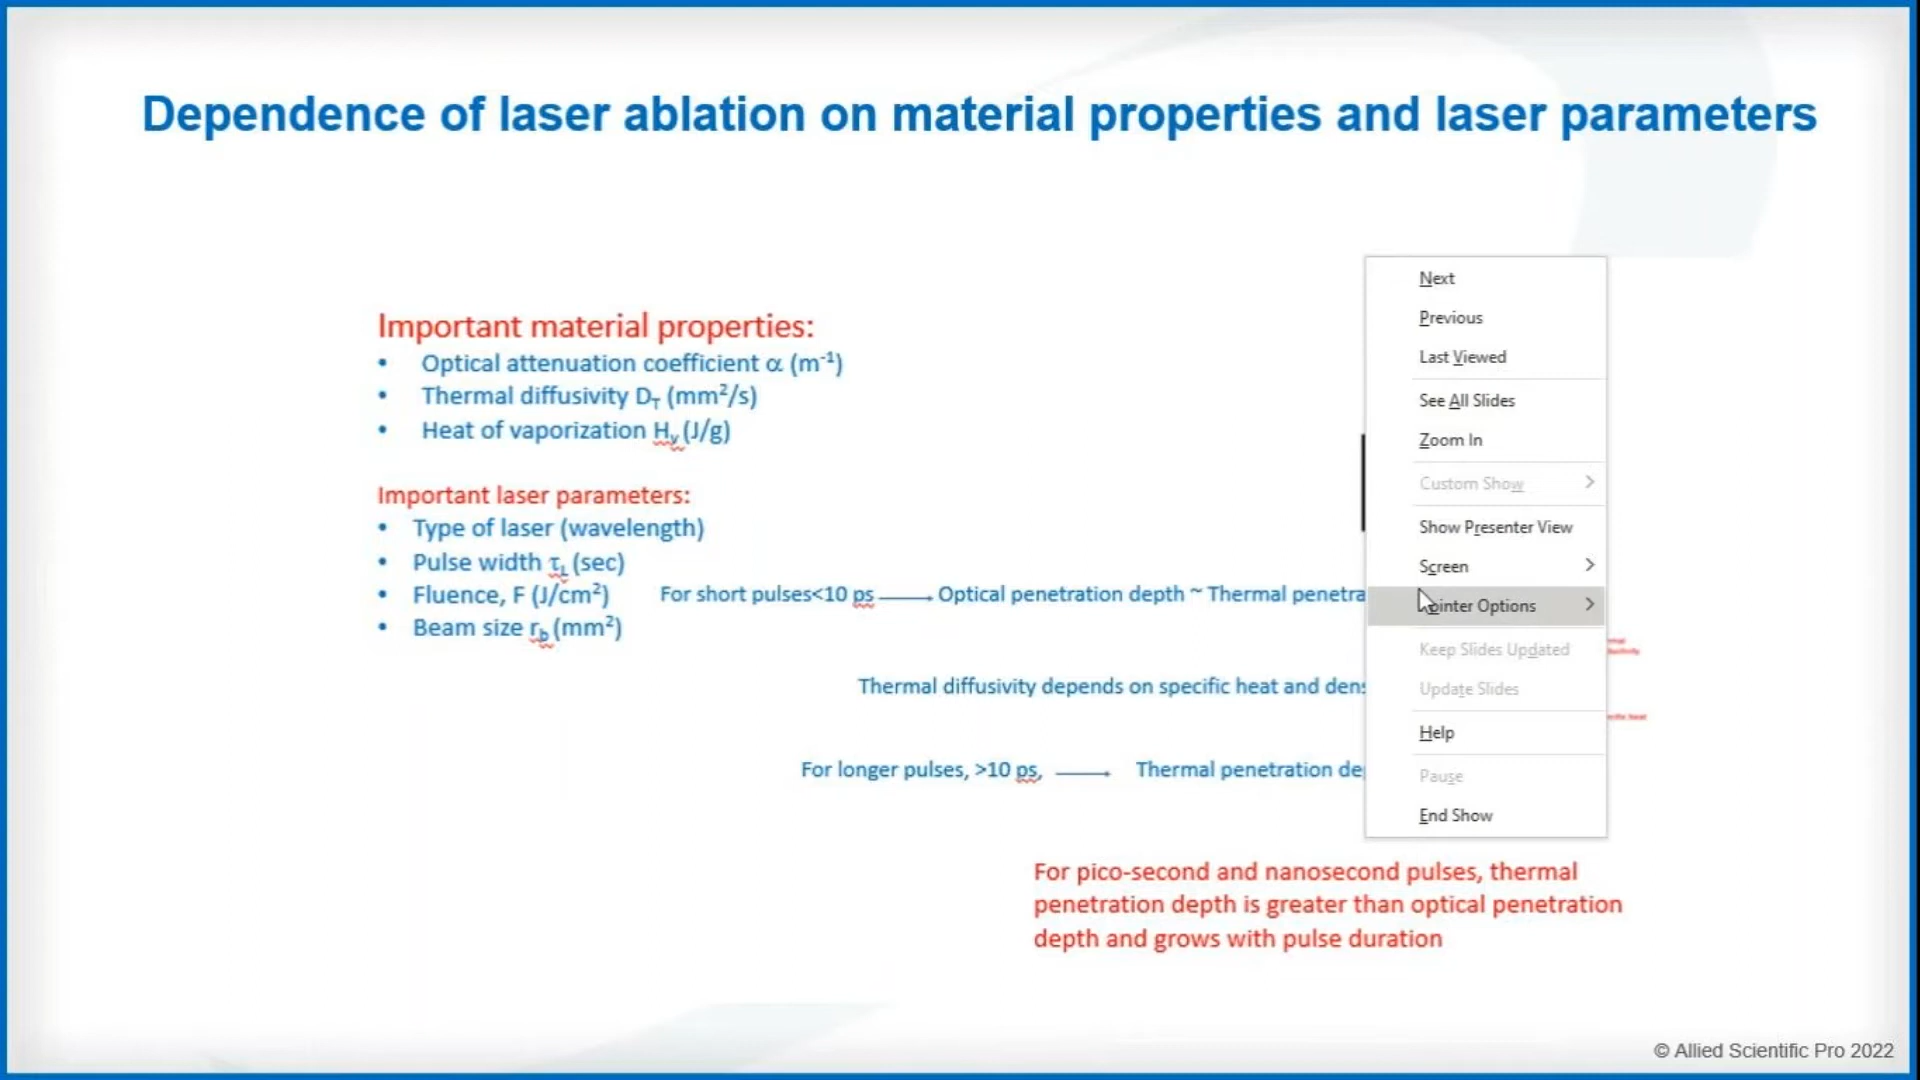 Dependence of laser ablation on material properties and laser parameters
Important material properties:
• Optical attenuation coefficient α (m⁻¹)
• Thermal diffusivity D_T (mm²/s)
• Heat of vaporization H_v (J/g)
Important laser parameters:
• Type of laser (wavelength)
• Pulse width τ_L (sec)
• Fluence, F (J/cm²)
• Beam size r_b (mm²)
For short pulses<10 ps → Optical penetration depth ~ Thermal penetra
Thermal diffusivity depends on specific heat and dens
For longer pulses, >10 ps, → Thermal penetration de
For pico-second and nanosecond pulses, thermal
penetration depth is greater than optical penetration
depth and grows with pulse duration
Next
Previous
Last Viewed
See All Slides
Zoom In
Custom Show
Show Presenter View
Screen
Pointer Options
Keep Slides Updated
Update Slides
Help
Pause
End Show
© Allied Scientific Pro 2022